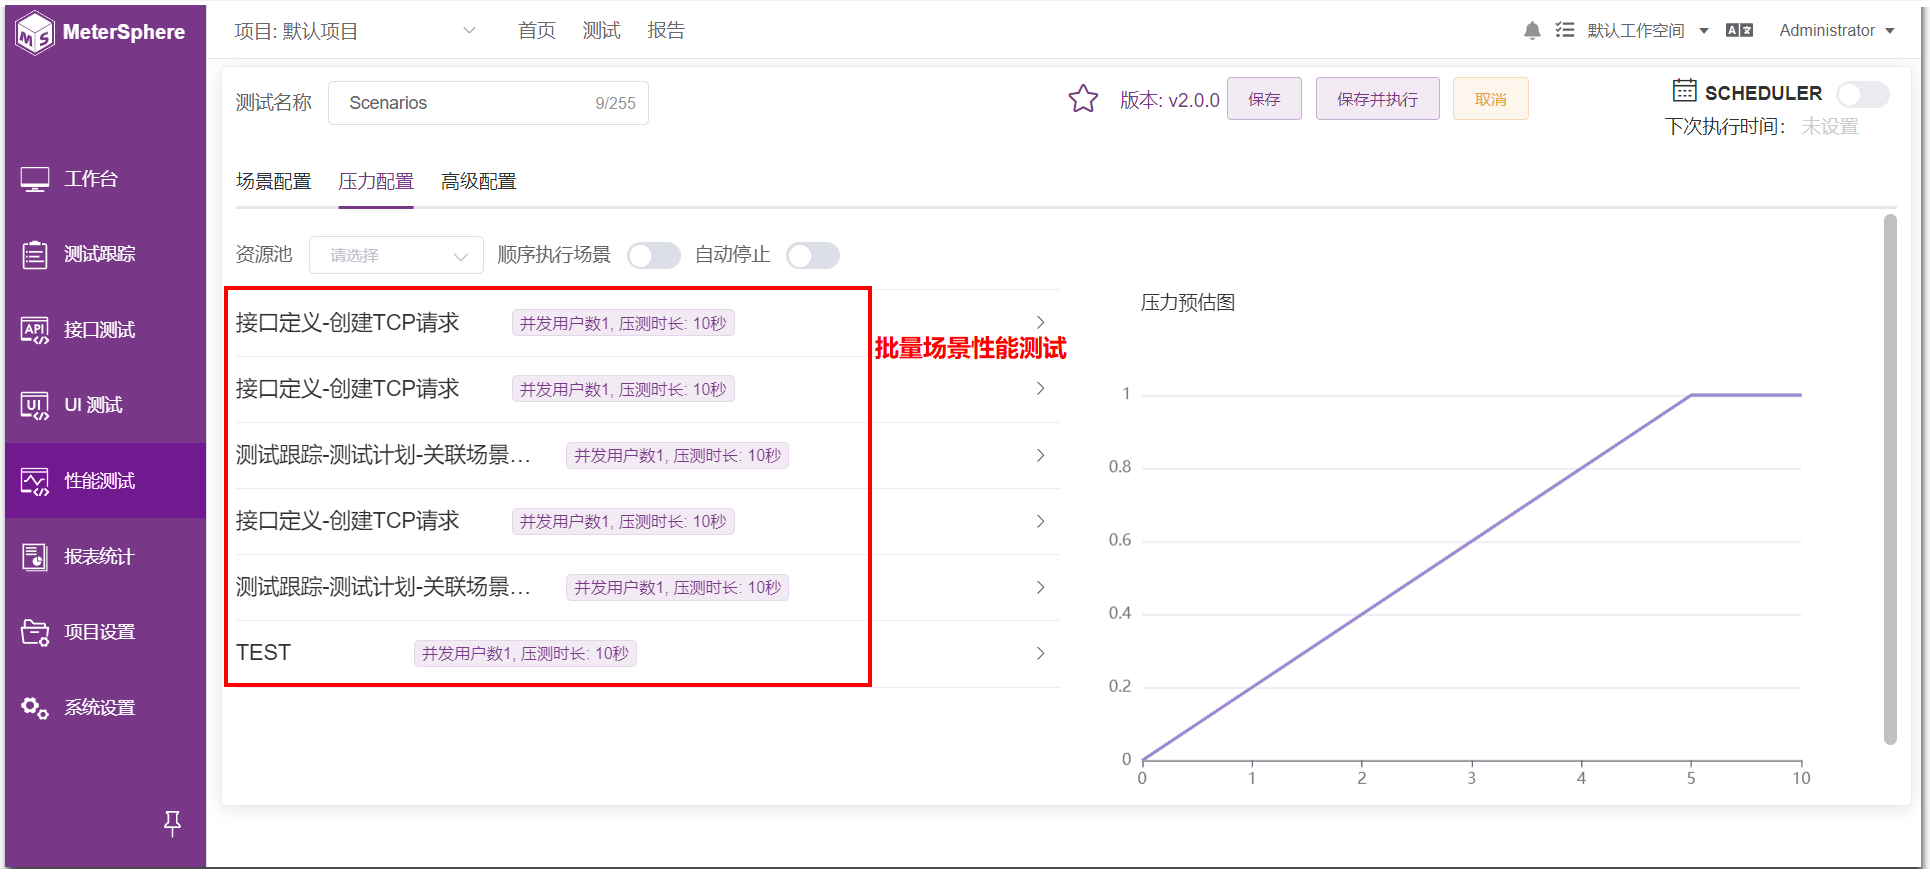 MeterSphere
项目: 默认项目
首页
测试
报告
默认工作空间
Administrator
测试名称
Scenarios
9/255
版本: v2.0.0
保存
保存并执行
取消
SCHEDULER
下次执行时间：
未设置
工作台
测试跟踪
接口测试
UI 测试
性能测试
报表统计
项目设置
系统设置
场景配置
压力配置
高级配置
资源池
请选择
顺序执行场景
自动停止
接口定义-创建TCP请求
并发用户数1, 压测时长: 10秒
接口定义-创建TCP请求
并发用户数1, 压测时长: 10秒
测试跟踪-测试计划-关联场景...
并发用户数1, 压测时长: 10秒
接口定义-创建TCP请求
并发用户数1, 压测时长: 10秒
测试跟踪-测试计划-关联场景...
并发用户数1, 压测时长: 10秒
TEST
并发用户数1, 压测时长: 10秒
批量场景性能测试
压力预估图
1
0.8
0.6
0.4
0.2
0
0 1 2 3 4 5 10